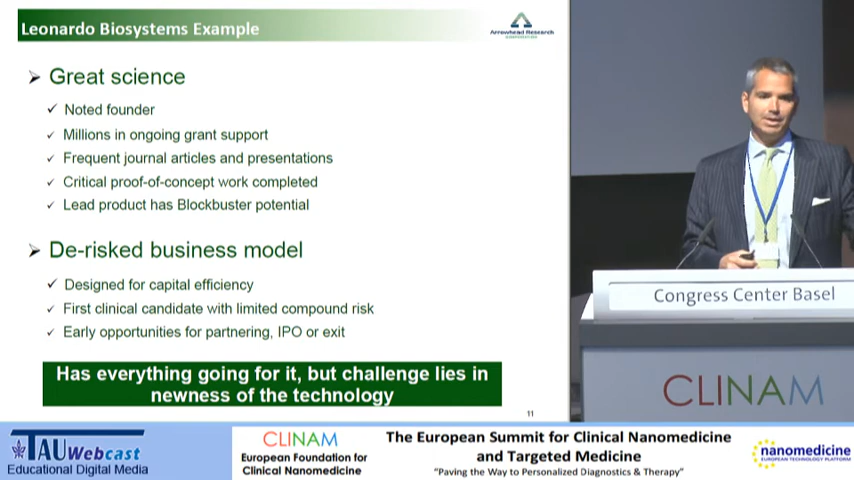 Leonardo Biosystems Example
Arrowhead Research
Great science
Noted founder
Millions in ongoing grant support
Frequent journal articles and presentations
Critical proof-of-concept work completed
Lead product has Blockbuster potential
De-risked business model
Designed for capital efficiency
First clinical candidate with limited compound risk
Early opportunities for partnering, IPO or exit
Has everything going for it, but challenge lies in
newness of the technology
11
Congress Center Basel
CLINAM
TAU Webcast
Educational Digital Media
CLINAM
European Foundation for
Clinical Nanomedicine
The European Summit for Clinical Nanomedicine
and Targeted Medicine
"Paving the Way to Personalized Diagnostics & Therapy"
nanomedicine
EUROPEAN TECHNOLOGY PLATFORM